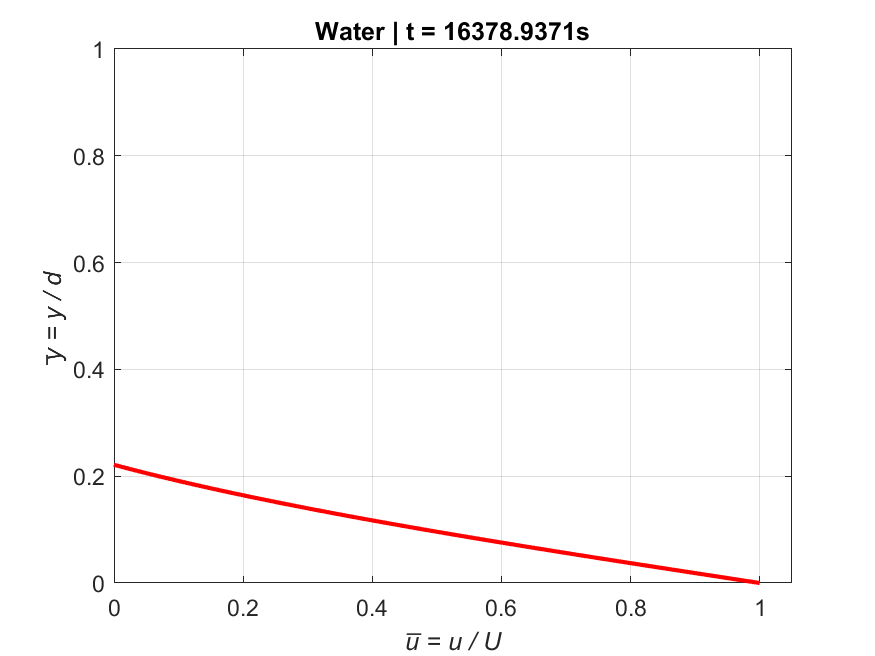 Water | t = 16378.9371s
1
0.8
0.6
0.4
0.2
0
y̅ = y / d
0 0.2 0.4 0.6 0.8 1
u̅ = u / U